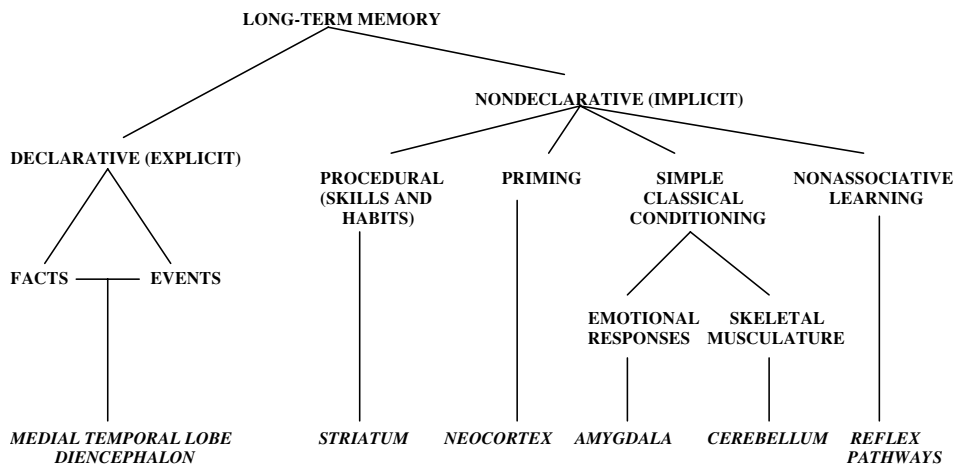 LONG-TERM MEMORY
NONDECLARATIVE (IMPLICIT)
DECLARATIVE (EXPLICIT)
PROCEDURAL
(SKILLS AND
HABITS)
PRIMING
SIMPLE
CLASSICAL
CONDITIONING
NONASSOCIATIVE
LEARNING
FACTS
EVENTS
EMOTIONAL
RESPONSES
SKELETAL
MUSCULATURE
MEDIAL TEMPORAL LOBE
DIENCEPHALON
STRIATUM
NEOCORTEX
AMYGDALA
CEREBELLUM
REFLEX
PATHWAYS